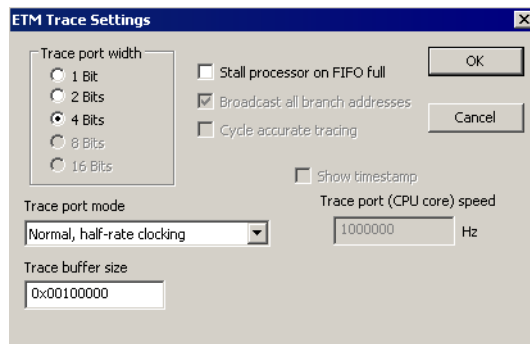 ETM Trace Settings
Trace port width
1 Bit
2 Bits
4 Bits
8 Bits
16 Bits
Stall processor on FIFO full
Broadcast all branch addresses
Cycle accurate tracing
OK
Cancel
Show timestamp
Trace port mode
Normal, half-rate clocking
Trace port (CPU core) speed
1000000 Hz
Trace buffer size
0x00100000